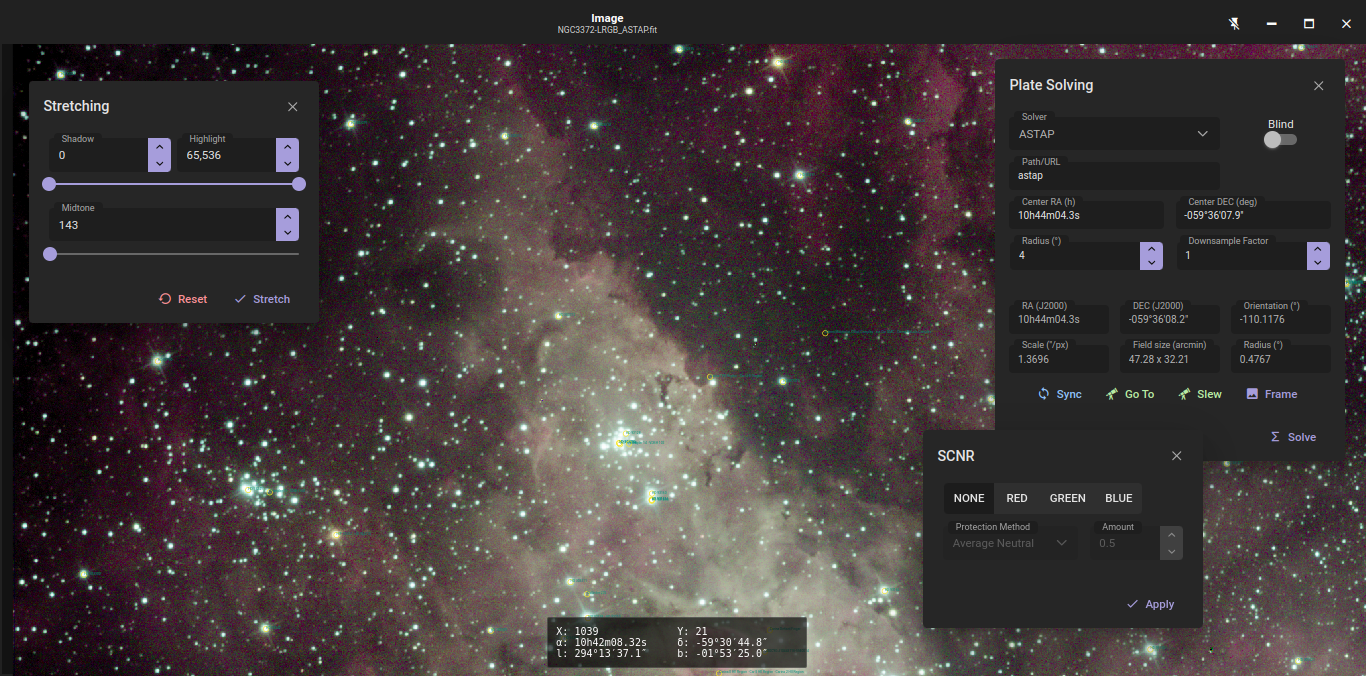 Image
NGC3372-LRGB_ASTAP.fit
Stretching
Shadow
0
Highlight
65,536
Midtone
143
Reset
Stretch
Plate Solving
Solver
ASTAP
Blind
Path/URL
astap
Center RA (h)
10h44m04.3s
Center DEC (deg)
-059°36'07.9"
Radius (°)
4
Downsample Factor
1
RA (J2000)
10h44m04.3s
DEC (J2000)
-059°36'08.2"
Orientation (°)
-110.1176
Scale ("/px)
1.3696
Field size (arcmin)
47.28 x 32.21
Radius (°)
0.4767
Sync
Go To
Slew
Frame
Solve
SCNR
NONE RED GREEN BLUE
Protection Method
Average Neutral
Amount
0.5
Apply
X: 1039 Y: 21
α: 10h42m08.32s δ: -59°30′44.8″
l: 294°13′37.1″ b: -01°53′25.0″